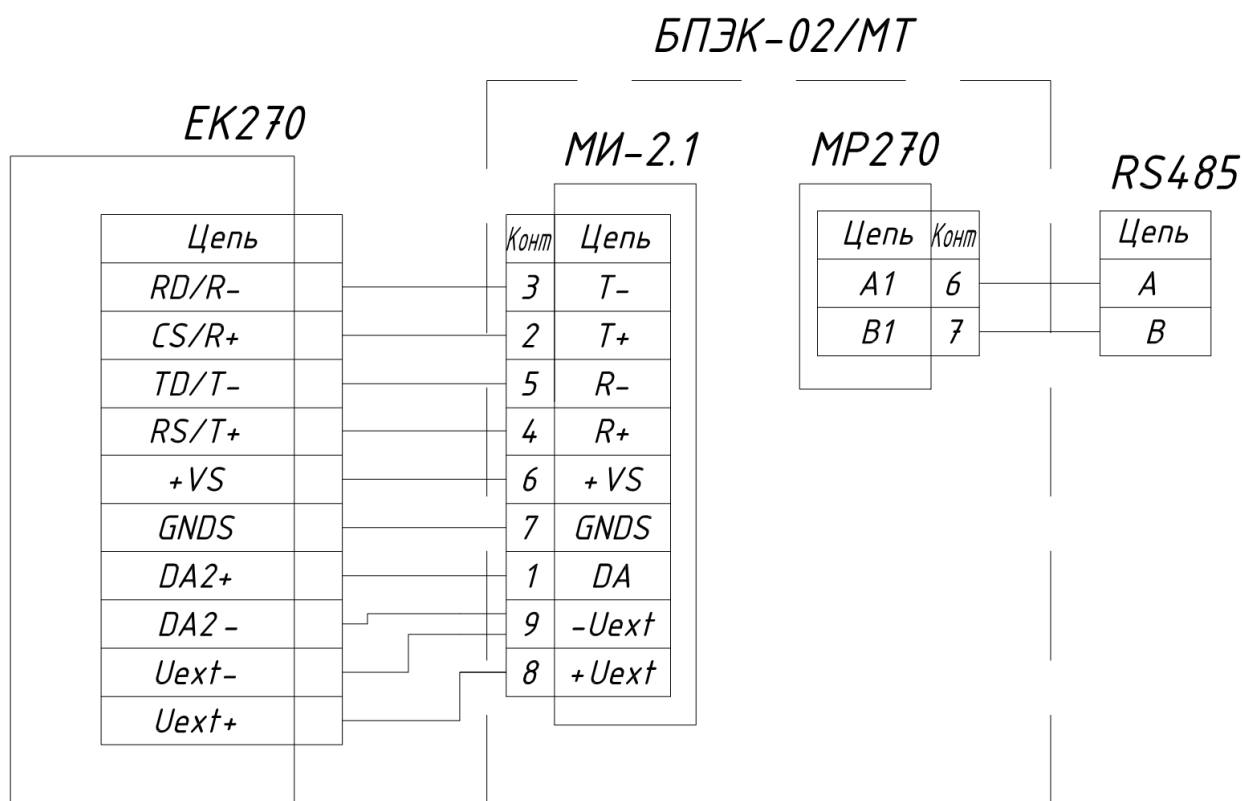 БПЭК-02/МТ
ЕК270
МИ-2.1
МР270
RS485
Цепь
RD/R-
CS/R+
TD/T-
RS/T+
+VS
GNDS
DA2+
DA2-
Uext-
Uext+
Конт Цепь
3 T-
2 T+
5 R-
4 R+
6 +VS
7 GNDS
1 DA
9 -Uext
8 +Uext
Цепь Конт
A1 6
B1 7
Цепь
A
B